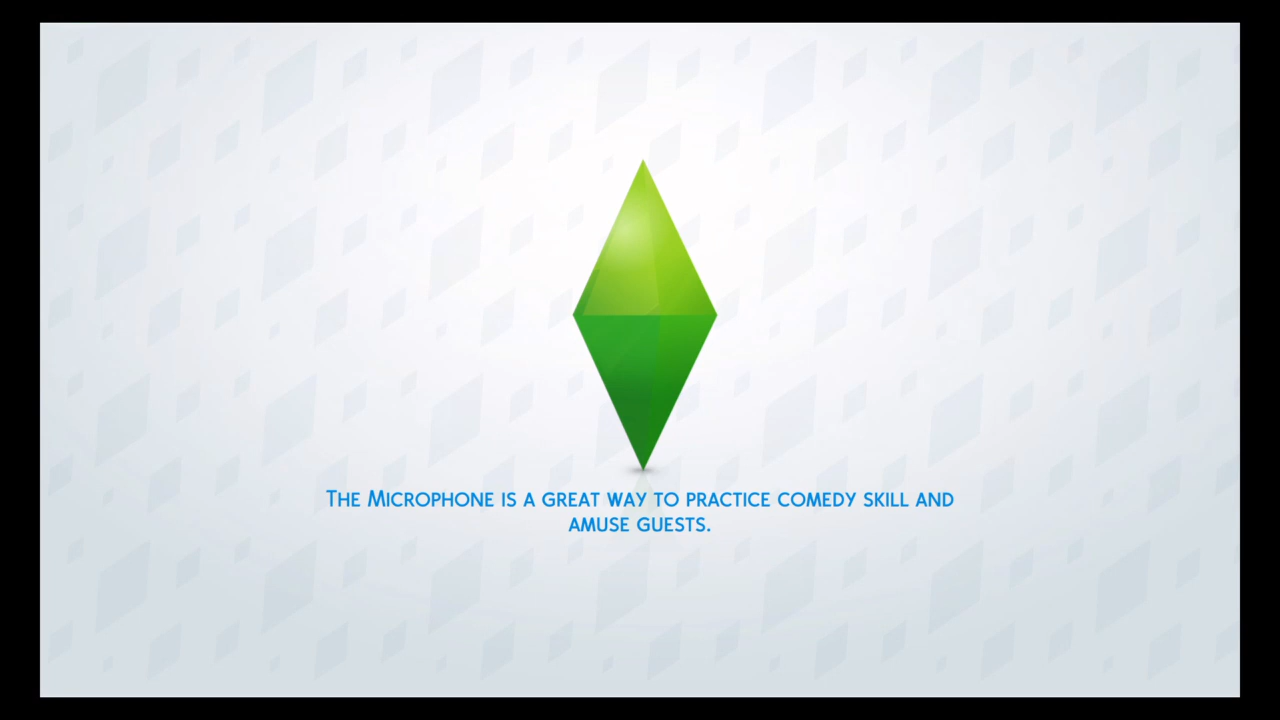 The Microphone is a great way to practice comedy skill and
amuse guests.